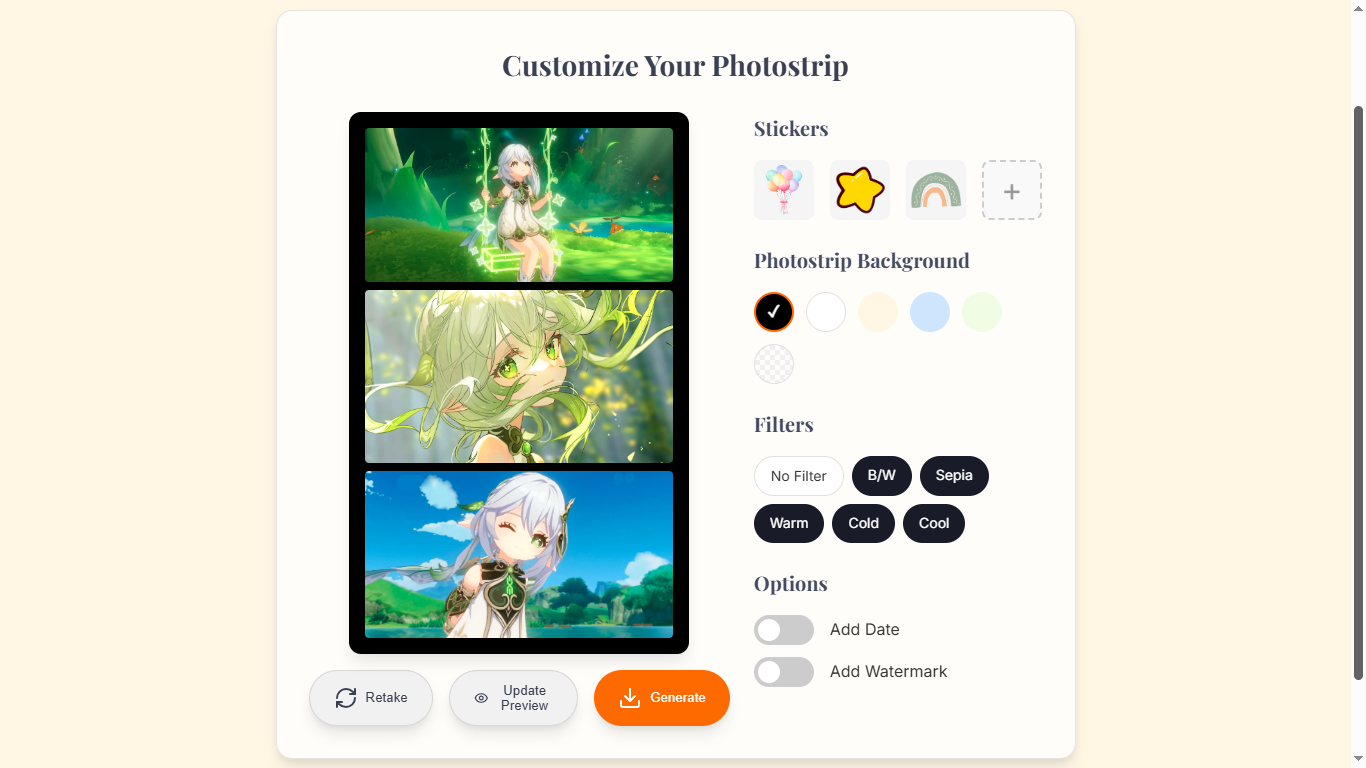 Customize Your Photostrip
Stickers
+
Photostrip Background
✓
Filters
No Filter
B/W
Sepia
Warm
Cold
Cool
Options
Add Date
Add Watermark
Retake
Update
Preview
Generate